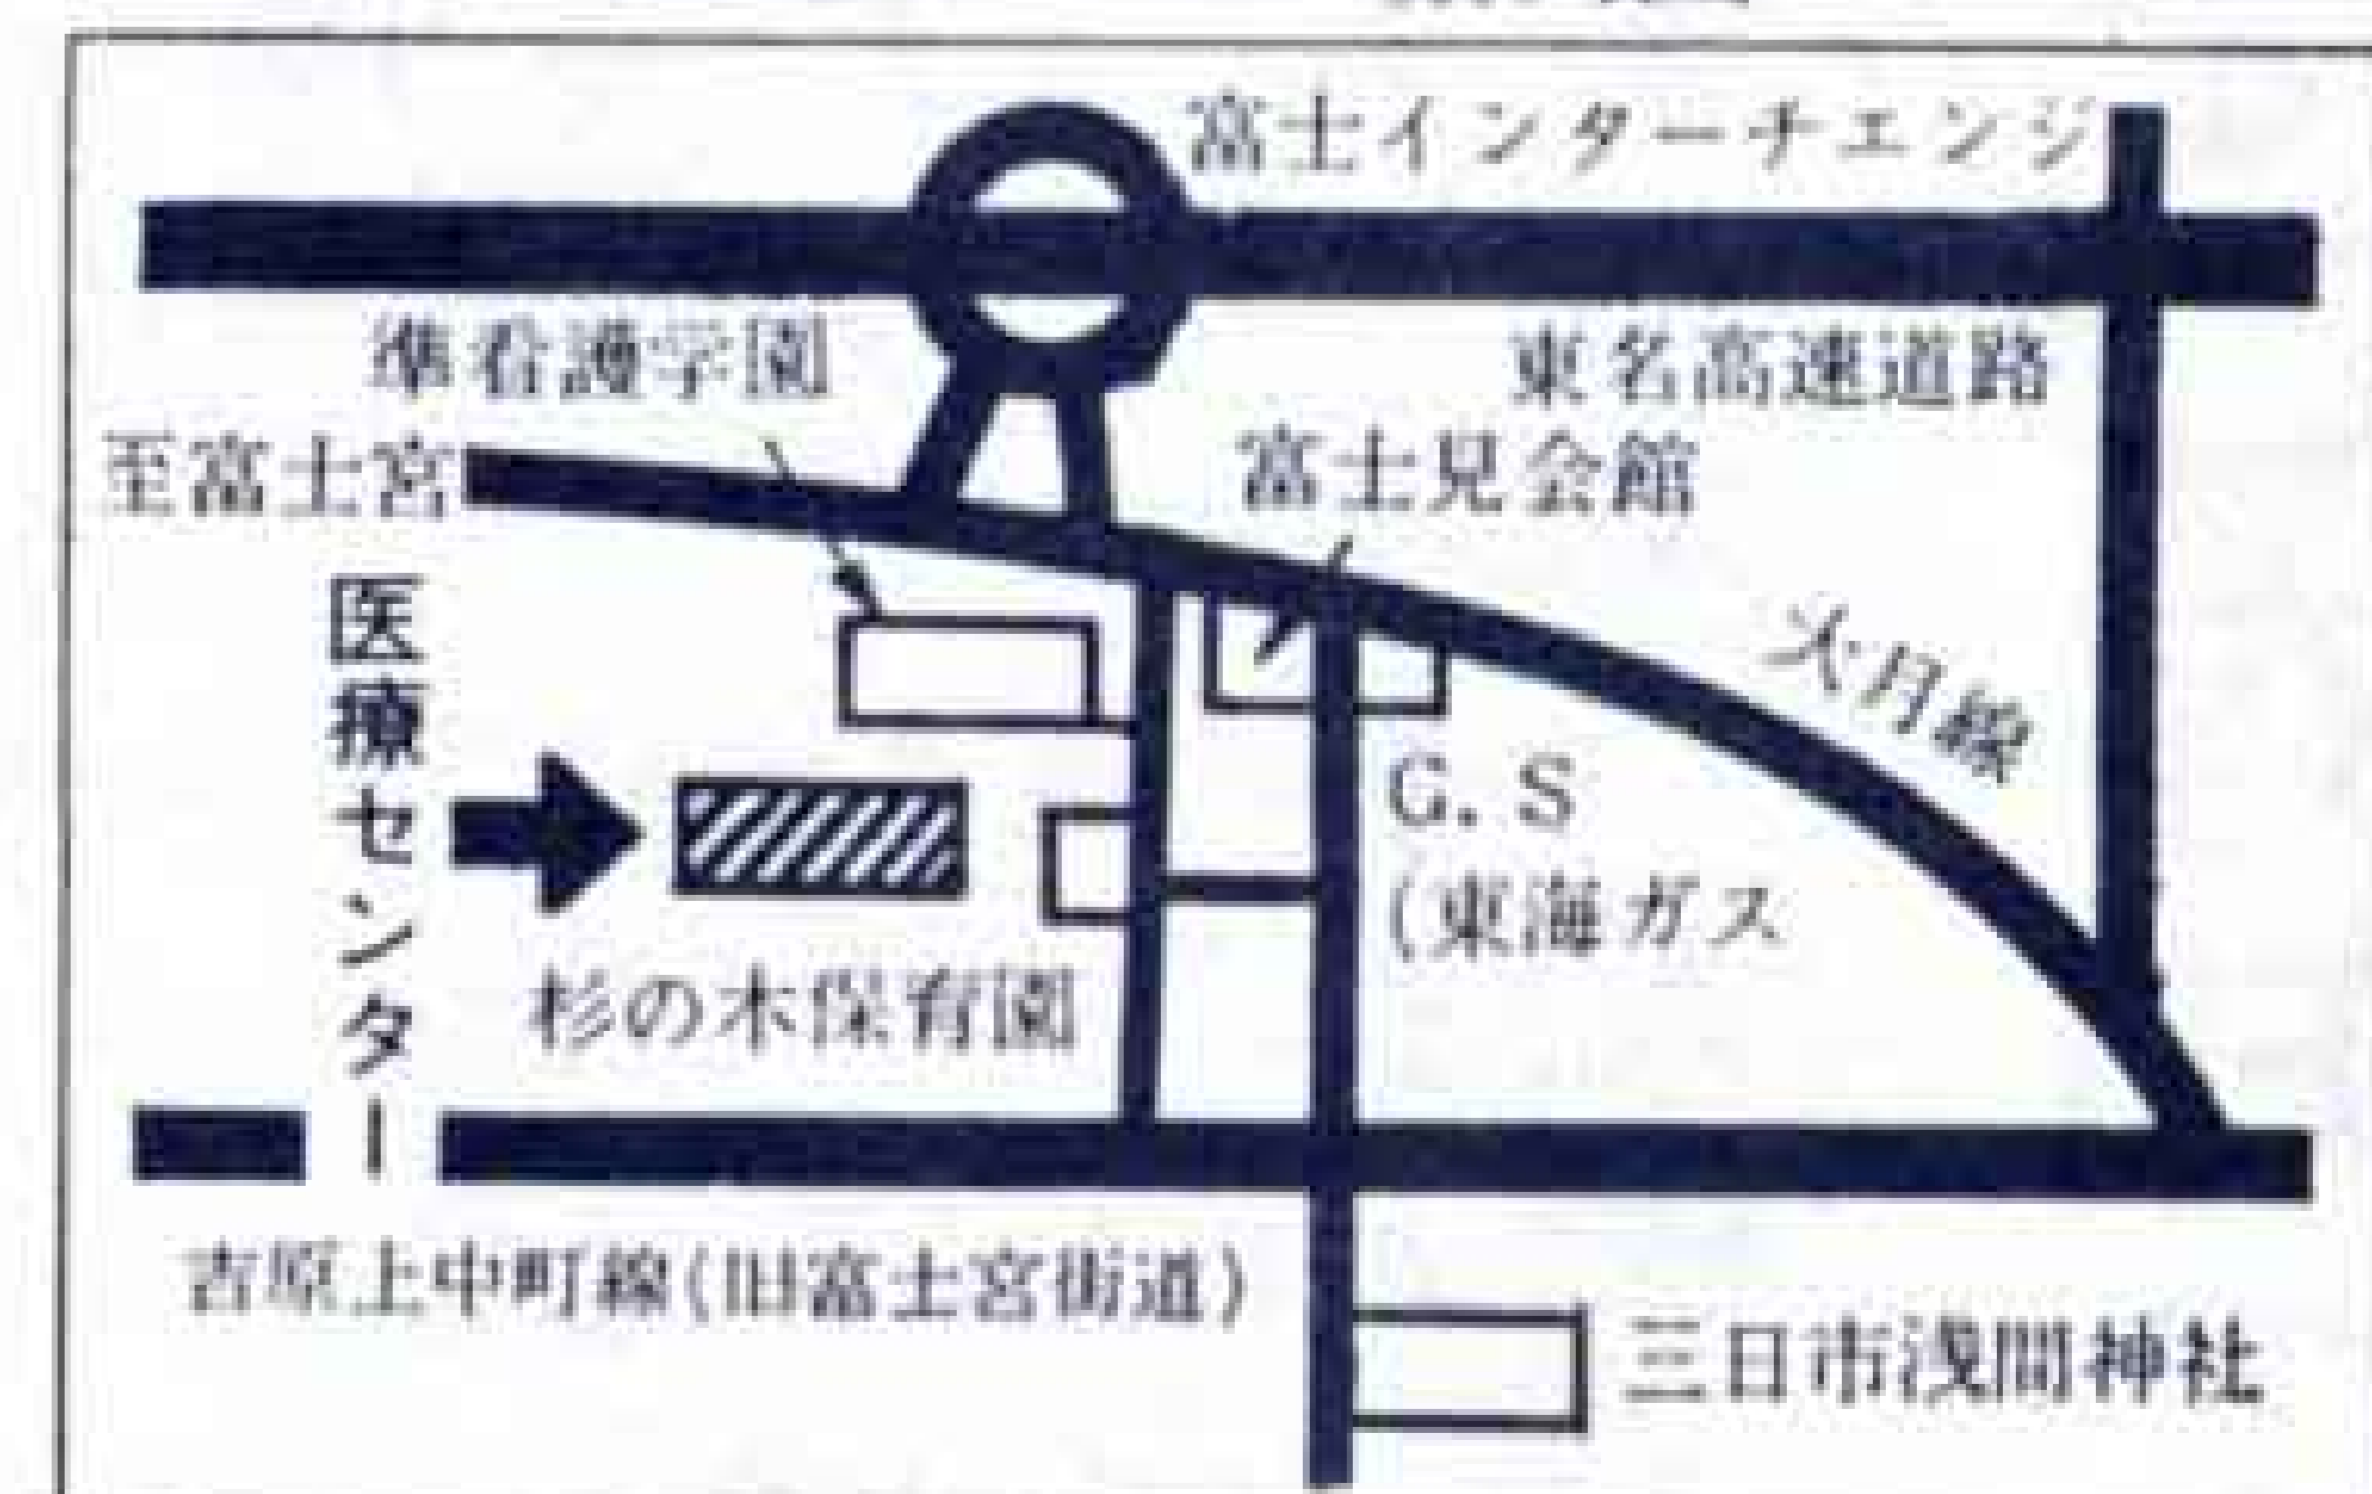 富士インターチェンジ
準看護学園
東名高速道路
至富士宮
富士見会館
大月線
医療センター
G.S
(東海ガス
杉の木保育園
吉原上中町線(旧富士宮街道)
三日市浅間神社